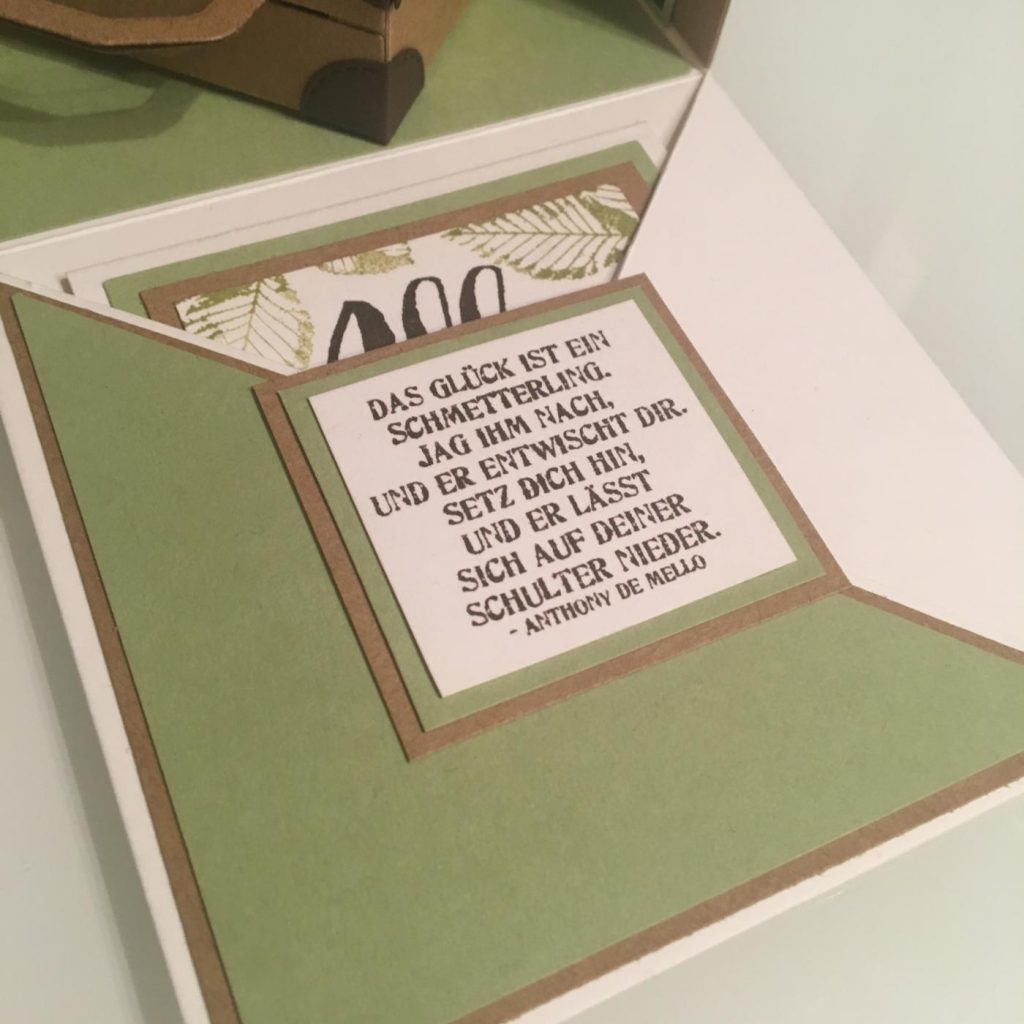 All
DAS GLÜCK IST EIN
SCHMETTERLING.
JAG IHM NACH,
UND ER ENTWISCHT DIR.
SETZ DICH HIN,
UND ER LÄSST
SICH AUF DEINER
SCHULTER NIEDER.
- ANTHONY DE MELLO